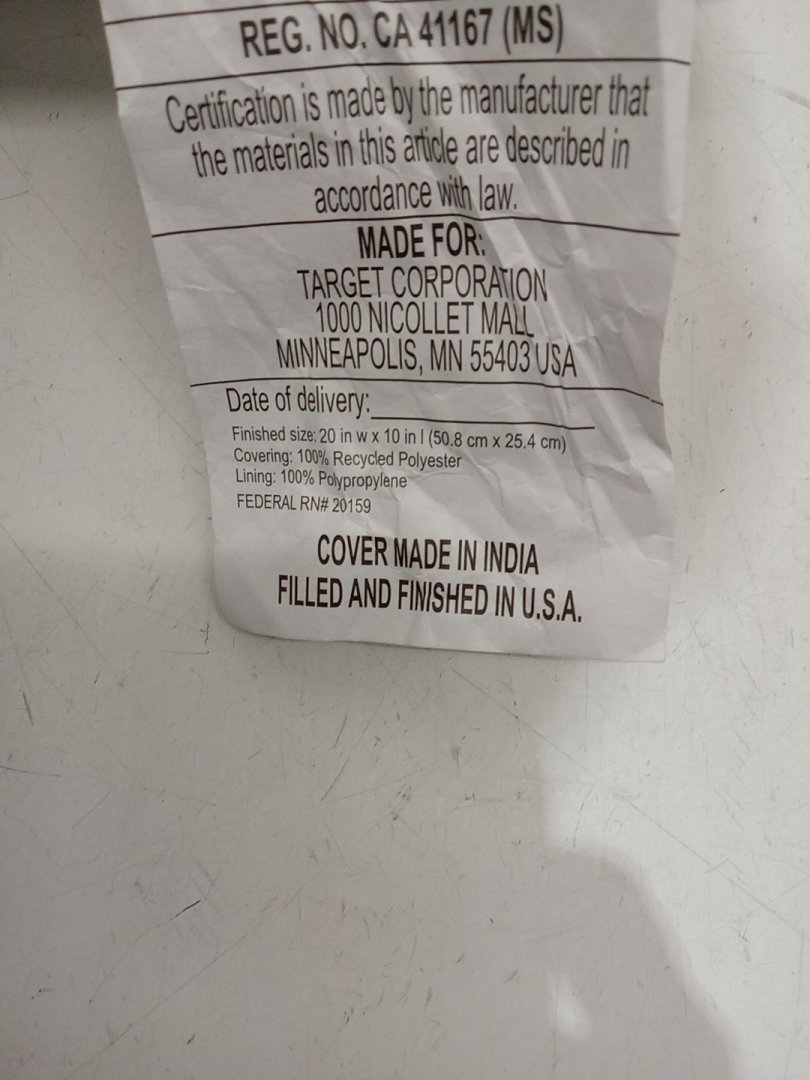 REG. NO. CA 41167 (MS)
Certification is made by the manufacturer that
the materials in this article are described in
accordance with law.
MADE FOR:
TARGET CORPORATION
1000 NICOLLET MALL
MINNEAPOLIS, MN 55403 USA
Date of delivery:
Finished size: 20 in w x 10 in l (50.8 cm x 25.4 cm)
Covering: 100% Recycled Polyester
Lining: 100% Polypropylene
FEDERAL RN# 20159
COVER MADE IN INDIA
FILLED AND FINISHED IN U.S.A.